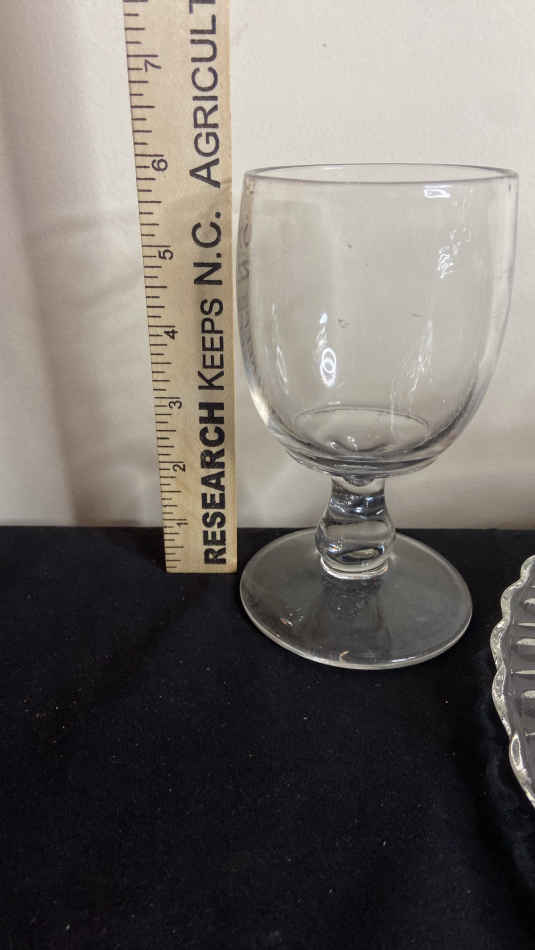 RESEARCH KEEPS N.C. AGRICULT
1 2 3 4 5 6 7